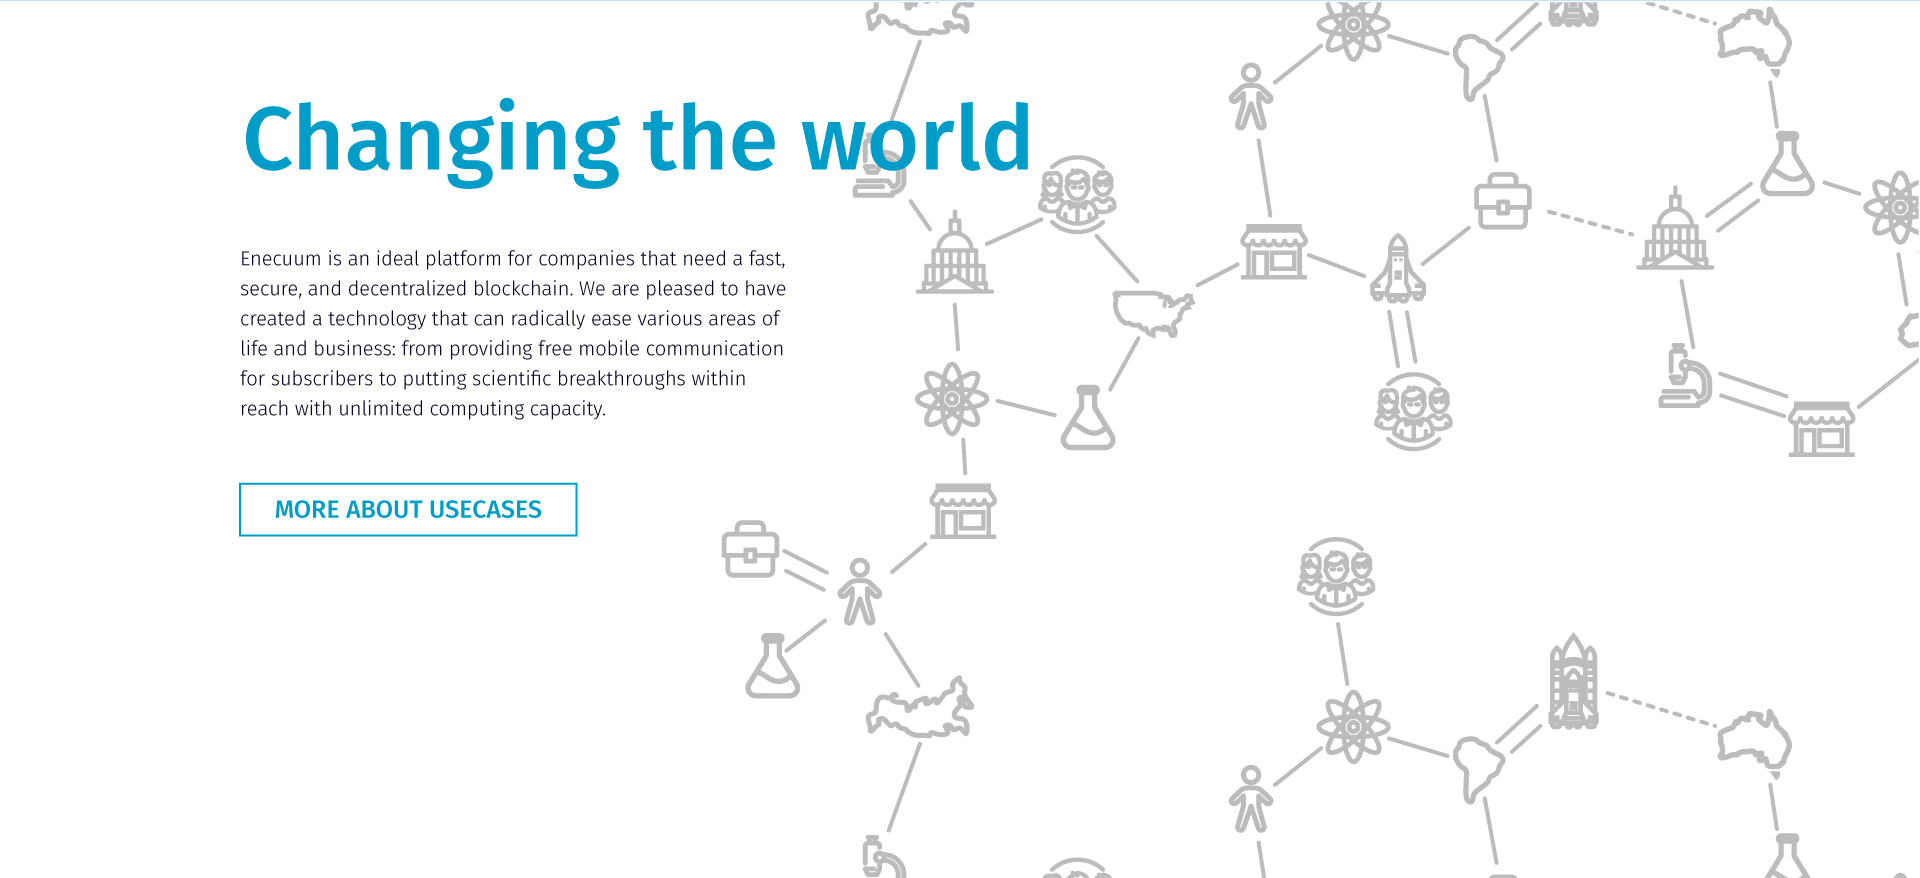 Changing the world
Enecuum is an ideal platform for companies that need a fast,
secure, and decentralized blockchain. We are pleased to have
created a technology that can radically ease various areas of
life and business: from providing free mobile communication
for subscribers to putting scientific breakthroughs within
reach with unlimited computing capacity.
MORE ABOUT USECASES